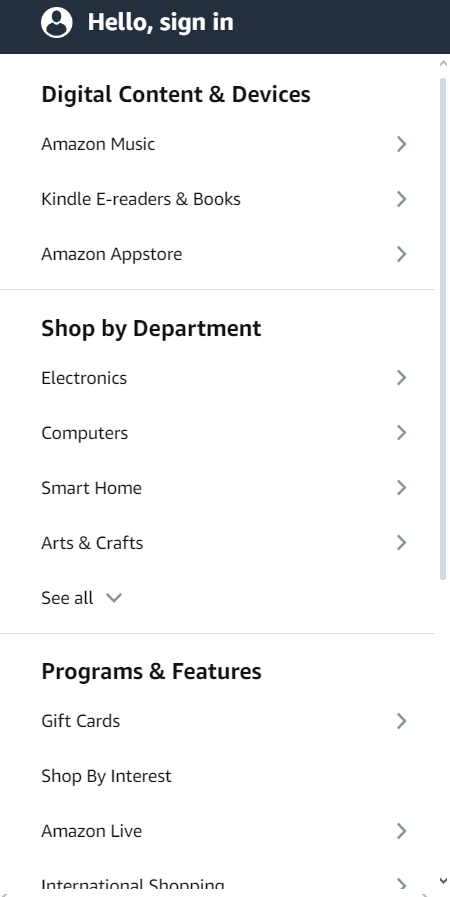 Hello, sign in
Digital Content & Devices
Amazon Music
Kindle E-readers & Books
Amazon Appstore
Shop by Department
Electronics
Computers
Smart Home
Arts & Crafts
See all
Programs & Features
Gift Cards
Shop By Interest
Amazon Live
International Shopping